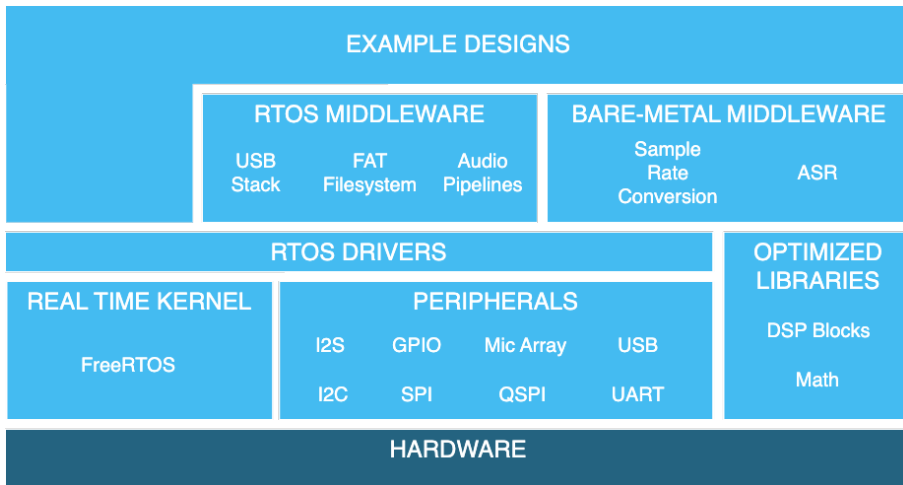 EXAMPLE DESIGNS
RTOS MIDDLEWARE
USB
Stack
FAT
Filesystem
Audio
Pipelines
BARE-METAL MIDDLEWARE
Sample
Rate
Conversion
ASR
RTOS DRIVERS
REAL TIME KERNEL
FreeRTOS
PERIPHERALS
I2S GPIO Mic Array USB
I2C SPI QSPI UART
OPTIMIZED
LIBRARIES
DSP Blocks
Math
HARDWARE